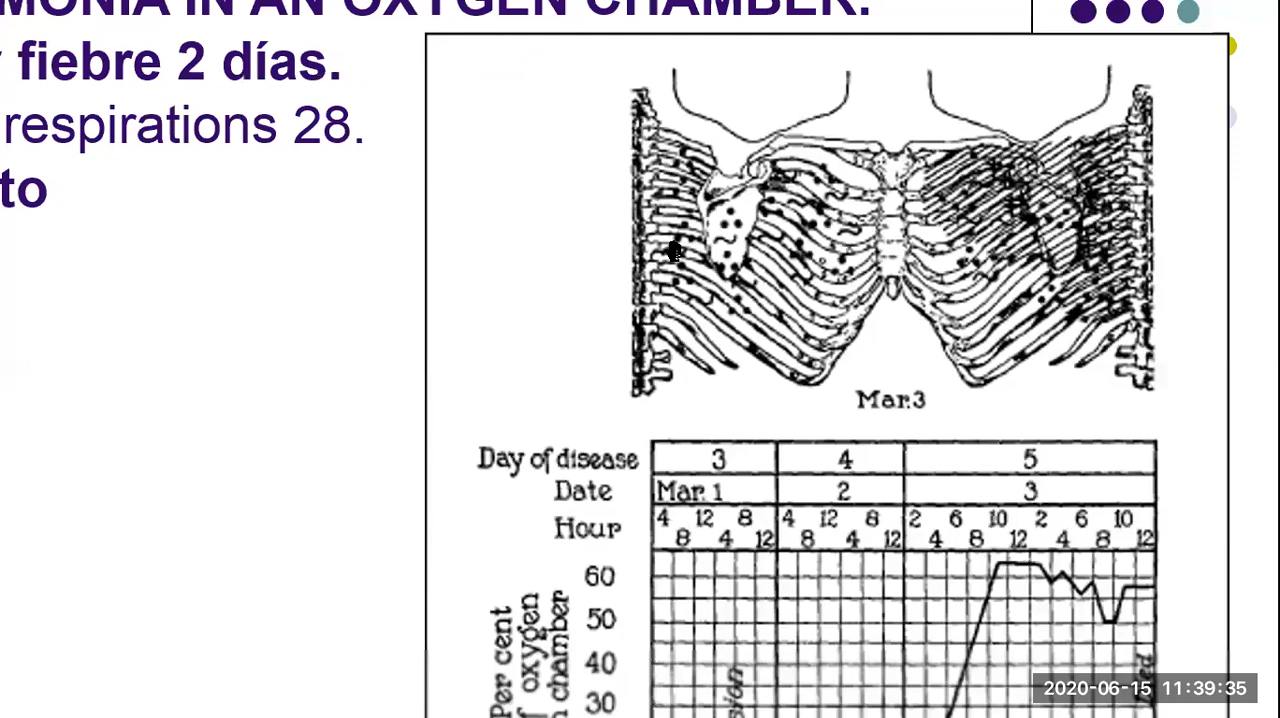 MONIA IN AN OXYGEN CHAMBER.
y fiebre 2 días.
respirations 28.
to
Mar.3
Day of disease 3 4 5
Date Mar. 1 2 3
Hour 4 8 12 4 8 12 4 8 12 4 8 12 2 4 6 8 10 12 2 4 6 8 10 12
60
50
40
30
Per cent
oxygen
chamber
2020-06-15 11:39:35